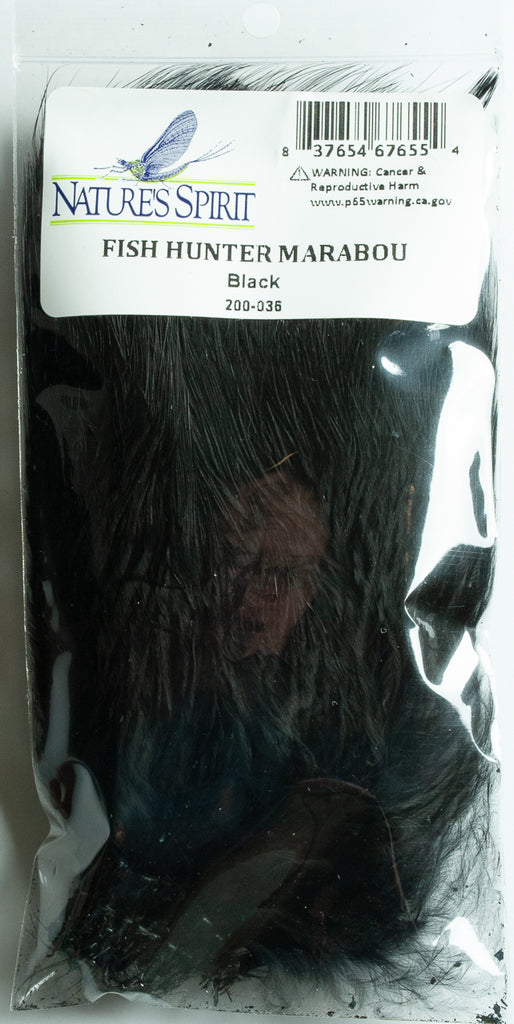 8 37654 67655 4
WARNING: Cancer &
Reproductive Harm
www.p65warning.ca.gov
NATURE'S SPIRIT
FISH HUNTER MARABOU
Black
200-036